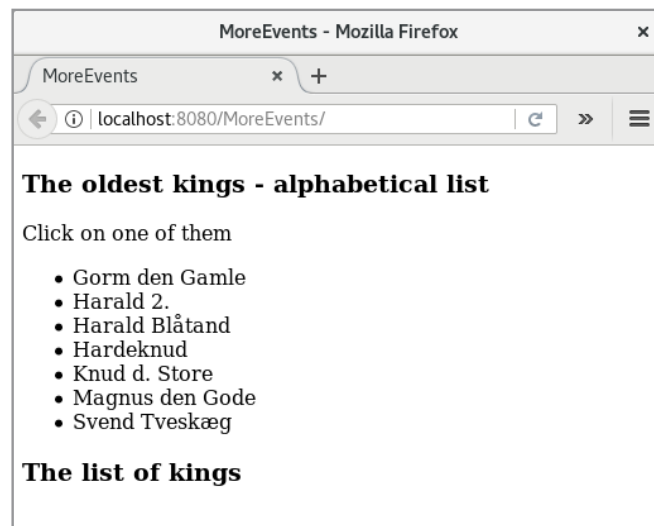 MoreEvents - Mozilla Firefox
MoreEvents
localhost:8080/MoreEvents/
The oldest kings - alphabetical list
Click on one of them
• Gorm den Gamle
• Harald 2.
• Harald Blåtand
• Hardeknud
• Knud d. Store
• Magnus den Gode
• Svend Tveskæg
The list of kings